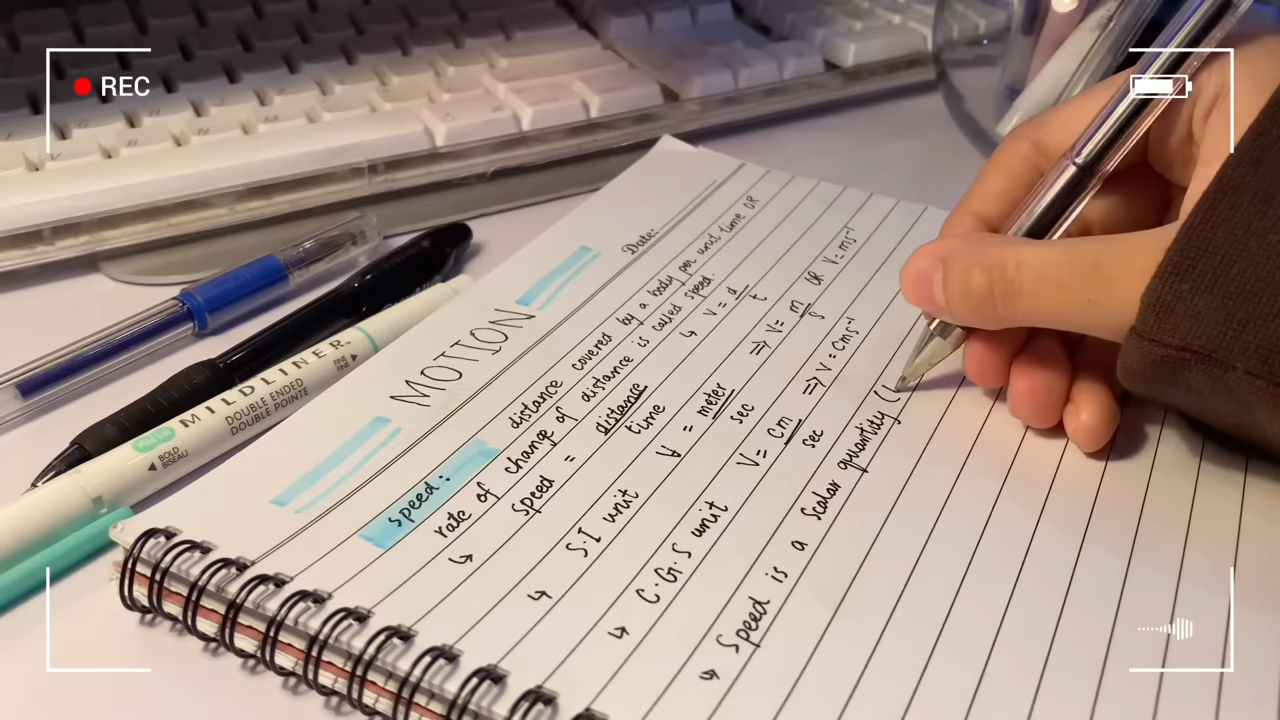 REC
MILDLINER™
DOUBLE ENDED
DOUBLE POINTE
FINE
FINE
BOLD
BISEAU
Date:
MOTION
speed: distance covered by a body per unit time OR
rate of change of distance is called speed.
↳ speed = distance / time ↳ v = d / t
↳ S.I unit V = meter / sec ⇒ V = m / s OR V = ms⁻¹
↳ C.G.S unit V = cm / sec ⇒ V = cms⁻¹
↳ Speed is a scalar quantity (